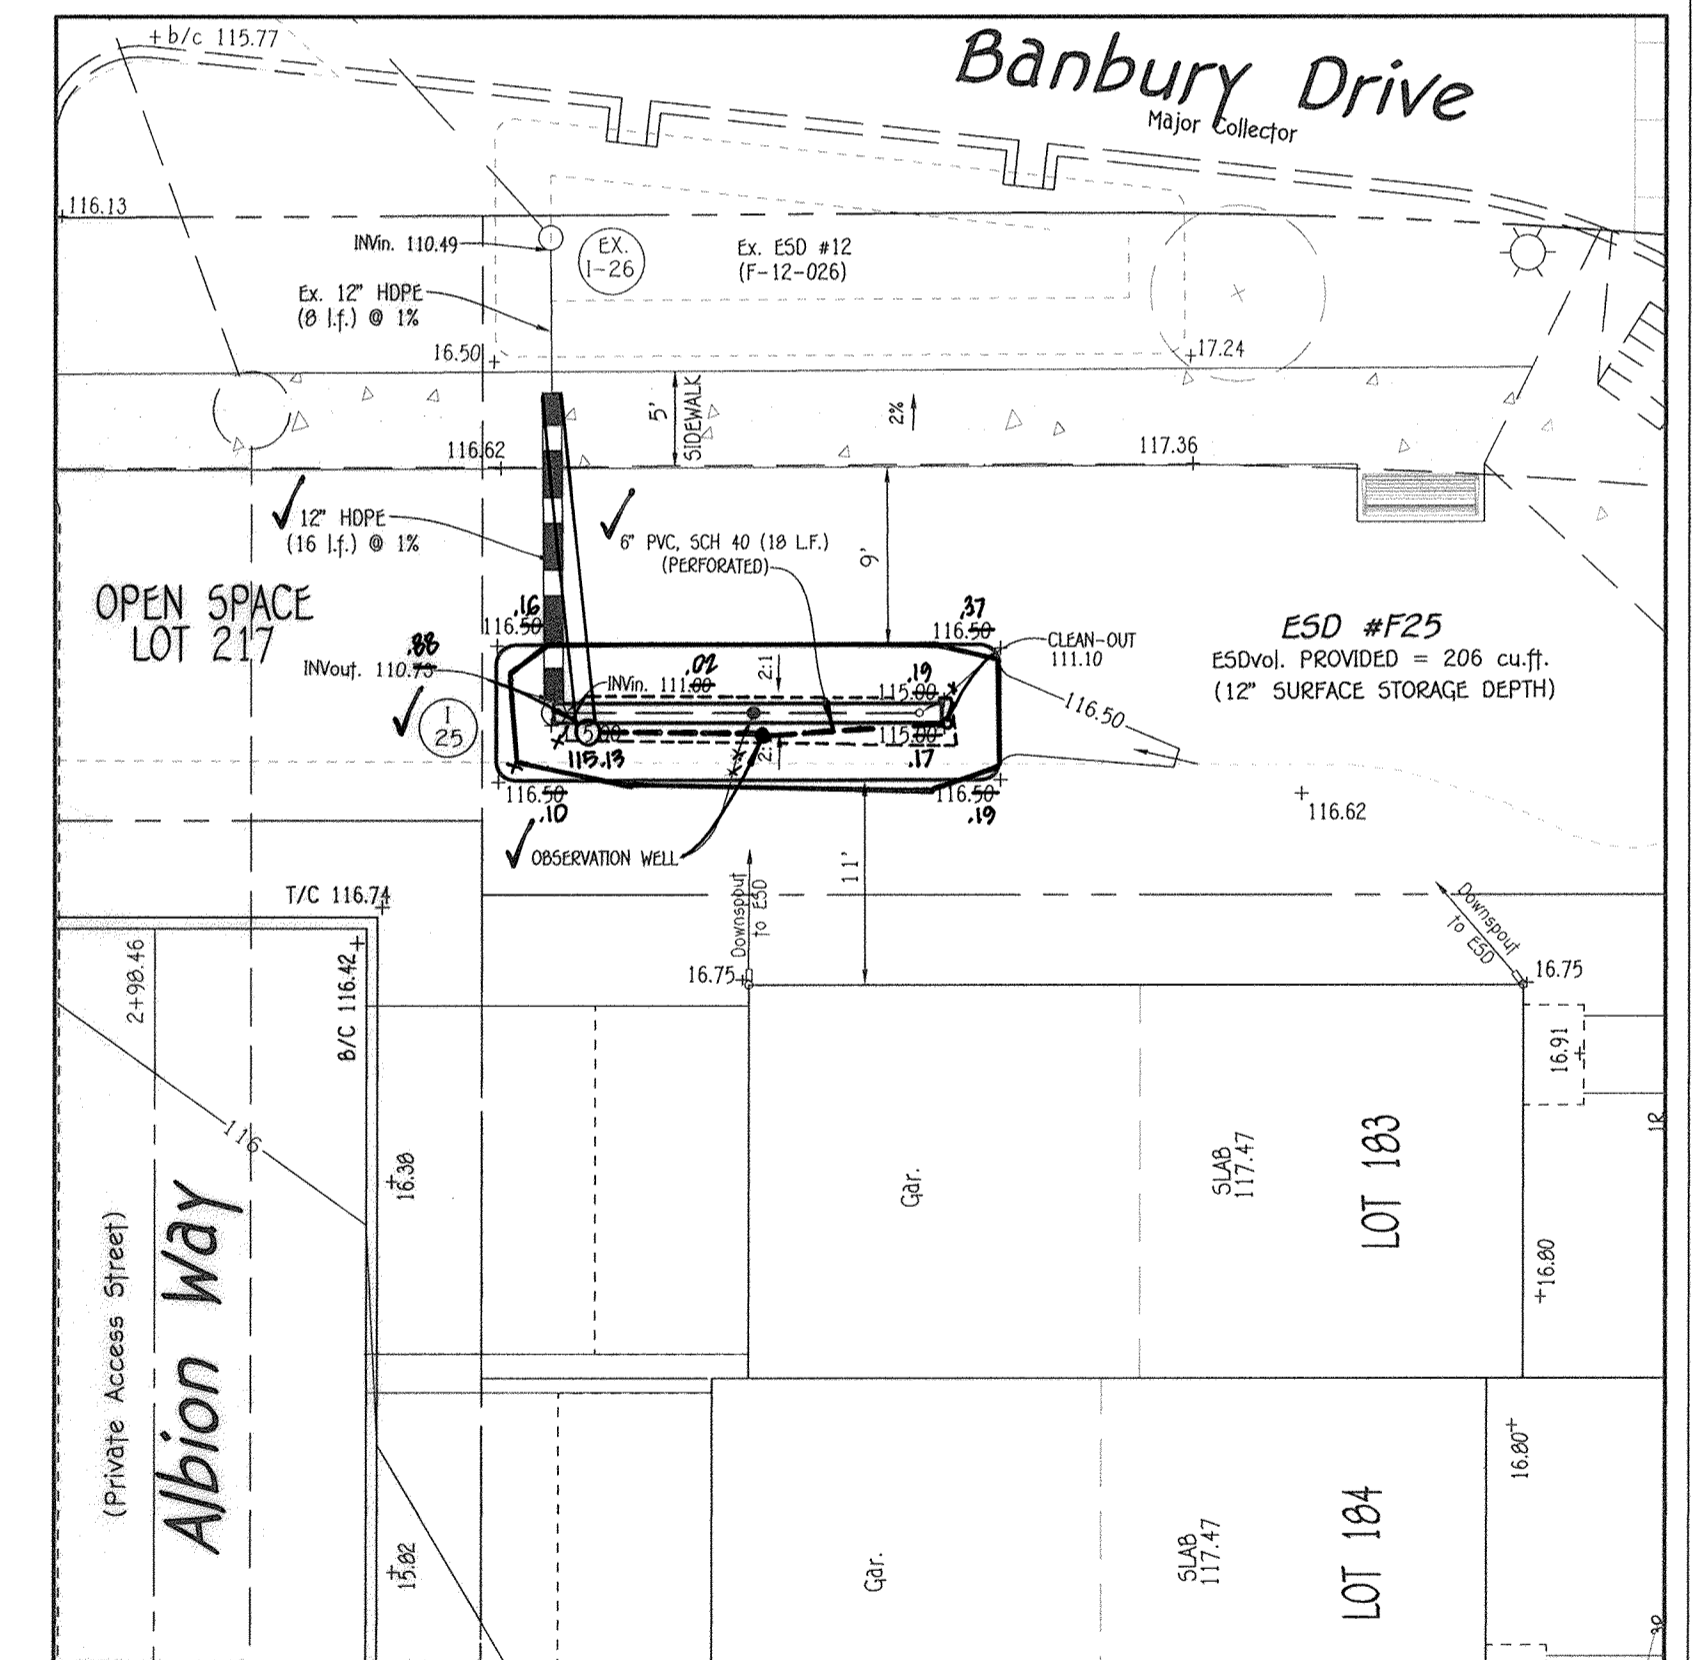 +b/c 115.77
Banbury Drive
Major Collector
116.13
INVin. 110.49
EX.
I-26
Ex. ESD #12
(F-12-026)
Ex. 12" HDPE
(8 l.f.) @ 1%
16.50
17.24
5'
SIDEWALK
2%
116.62
117.36
12" HDPE
(16 l.f.) @ 1%
6" PVC, SCH 40 (18 L.F.)
(PERFORATED)
9'
OPEN SPACE
LOT 217
.16
116.50
.37
116.50
CLEAN-OUT
111.10
ESD #F25
ESDvol. PROVIDED = 206 cu.ft.
(12" SURFACE STORAGE DEPTH)
.88
INVout. 110.73
.02
INVin. 111.00
2:1
.19
115.00
116.50
I
25
115.00
115.13
2:1
115.00
.17
116.50
.10
116.50
.19
116.62
OBSERVATION WELL
11'
T/C 116.74
Downspout
to ESD
Downspout
to ESD
16.75
16.75
2+98.46
B/C 116.42
16.91
116
16.38
Gar.
SLAB
117.47
LOT 183
16.80
(Private Access Street)
Albion Way
15.82
Gar.
SLAB
117.47
LOT 184
16.80